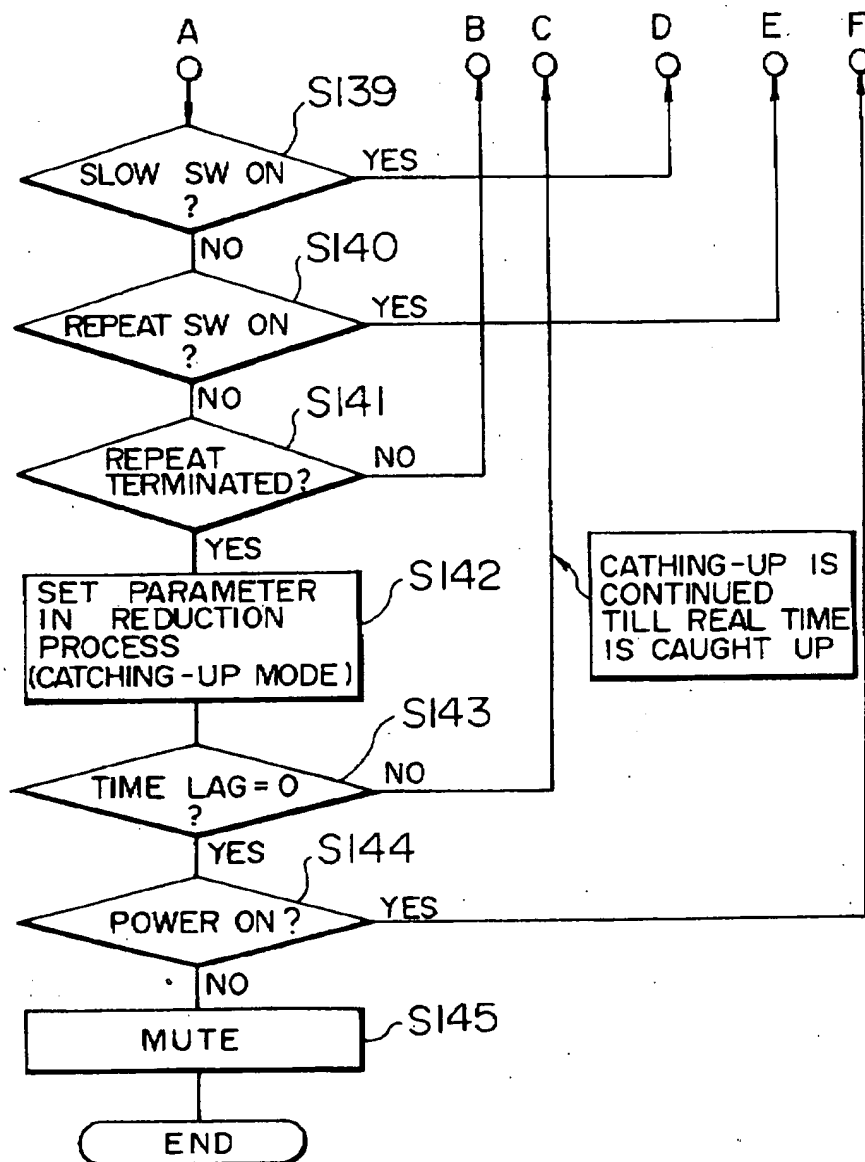 A
B
C
D
E
F
S139
SLOW SW ON
?
YES
NO
S140
REPEAT SW ON
?
YES
NO
S141
REPEAT
TERMINATED?
NO
YES
S142
SET PARAMETER
IN REDUCTION
PROCESS
(CATCHING-UP MODE)
CATHING-UP IS
CONTINUED
TILL REAL TIME
IS CAUGHT UP
S143
TIME LAG=0
?
NO
YES
S144
POWER ON?
YES
NO
S145
MUTE
END